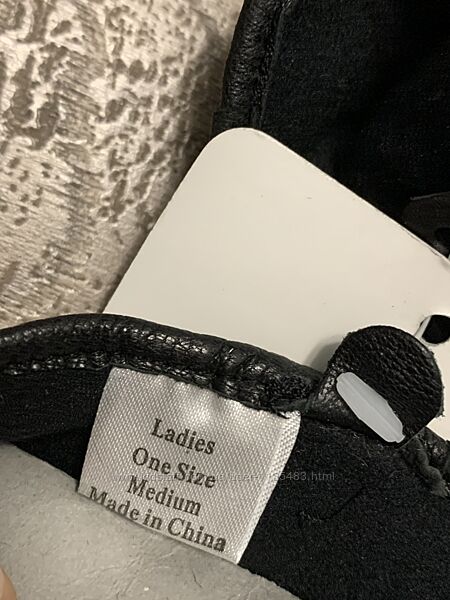 Ladies
One Size
Medium
Made in China